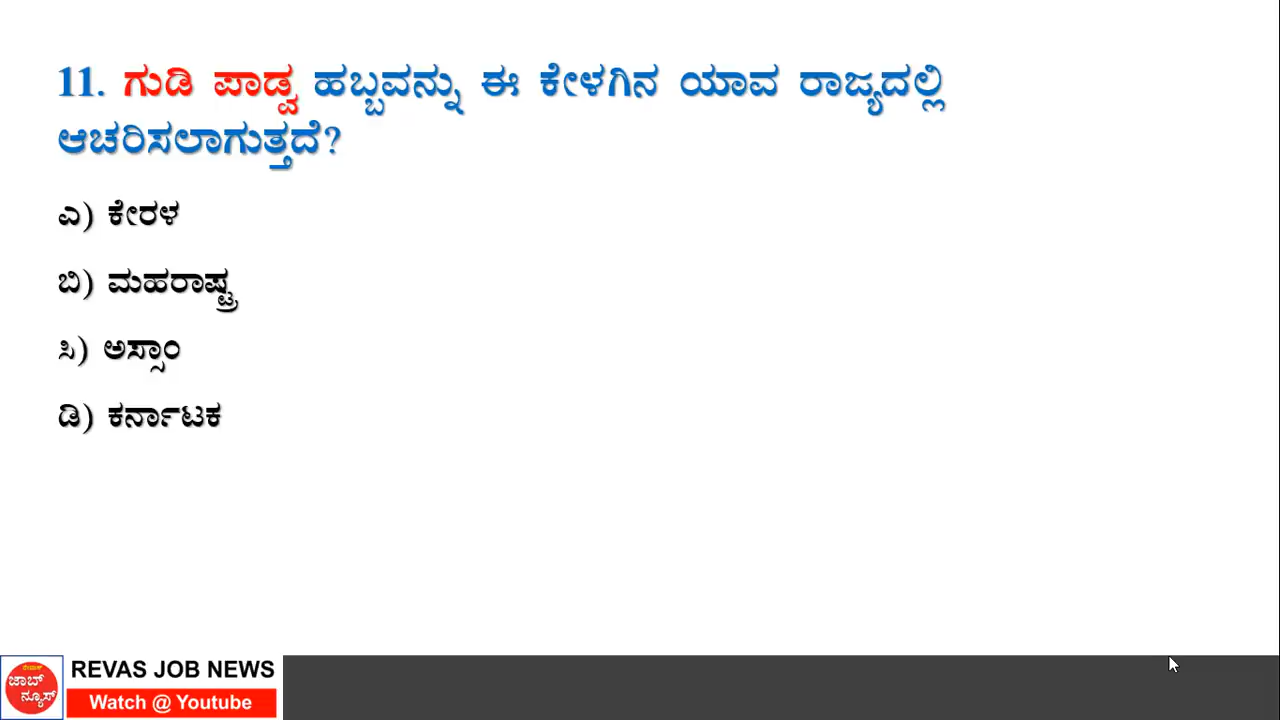 11. ಗುಡಿ ಪಾಡ್ವ ಹಬ್ಬವನ್ನು ಈ ಕೇಳಗಿನ ಯಾವ ರಾಜ್ಯದಲ್ಲಿ
ಆಚರಿಸಲಾಗುತ್ತದೆ?
ಎ) ಕೇರಳ
ಬಿ) ಮಹರಾಷ್ಟ್ರ
ಸಿ) ಅಸ್ಸಾಂ
ಡಿ) ಕರ್ನಾಟಕ
ರೇವಾಸ್
ಜಾಬ್
ನ್ಯೂಸ್
REVAS JOB NEWS
Watch @ Youtube